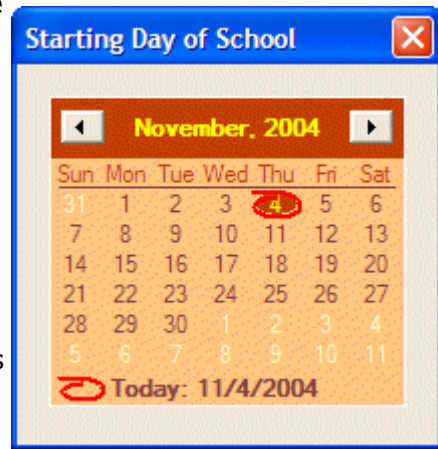 Starting Day of School
November, 2004
Sun Mon Tue Wed Thu Fri Sat
31 1 2 3 4 5 6
7 8 9 10 11 12 13
14 15 16 17 18 19 20
21 22 23 24 25 26 27
28 29 30 1 2 3 4
5 6 7 8 9 10 11
Today: 11/4/2004